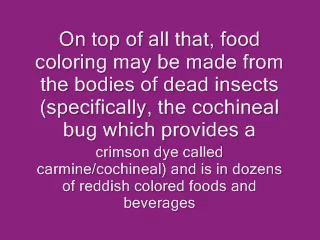 On top of all that, food
coloring may be made from
the bodies of dead insects
(specifically, the cochineal
bug which provides a
crimson dye called
carmine/cochineal) and is in dozens
of reddish colored foods and
beverages